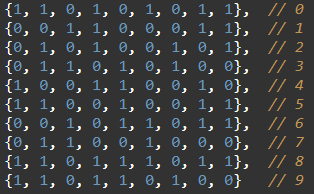 {1, 1, 0, 1, 0, 1, 0, 1, 1}, // 0
{0, 0, 1, 1, 0, 0, 0, 1, 1}, // 1
{0, 1, 0, 1, 0, 0, 1, 0, 1}, // 2
{0, 1, 1, 0, 1, 0, 1, 0, 0}, // 3
{1, 0, 0, 1, 1, 0, 0, 1, 0}, // 4
{1, 1, 0, 0, 1, 0, 1, 0, 1}, // 5
{0, 0, 1, 0, 1, 1, 0, 1, 1}, // 6
{0, 1, 1, 0, 0, 1, 0, 0, 0}, // 7
{1, 1, 0, 1, 1, 1, 0, 1, 1}, // 8
{1, 1, 0, 1, 1, 0, 1, 0, 0} // 9